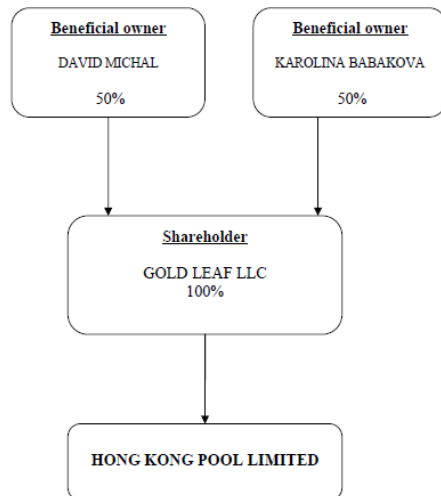 Beneficial owner
DAVID MICHAL
50%
Beneficial owner
KAROLINA BABAKOVA
50%
Shareholder
GOLD LEAF LLC
100%
HONG KONG POOL LIMITED